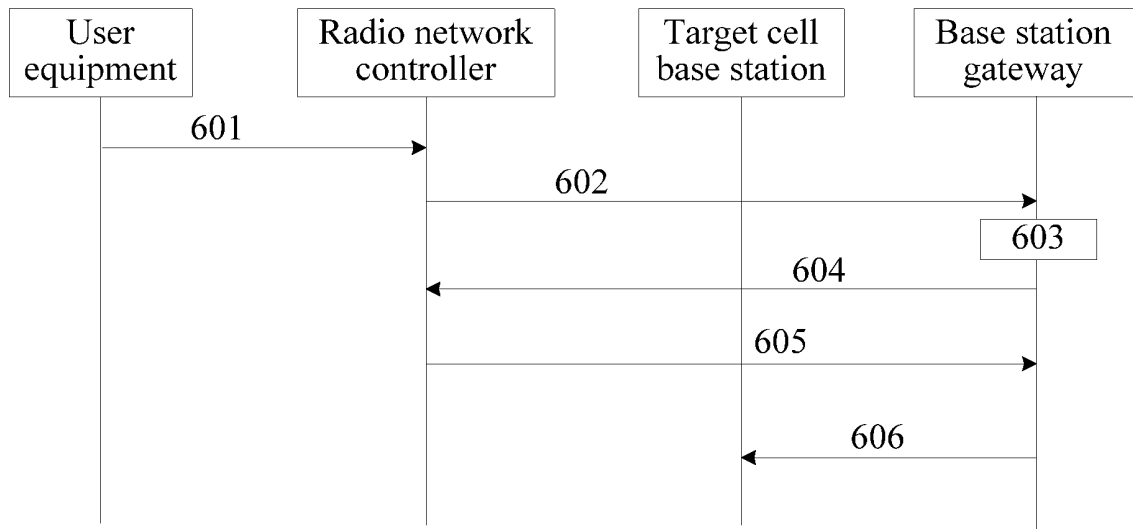 User
equipment
Radio network
controller
Target cell
base station
Base station
gateway
601
602
603
604
605
606